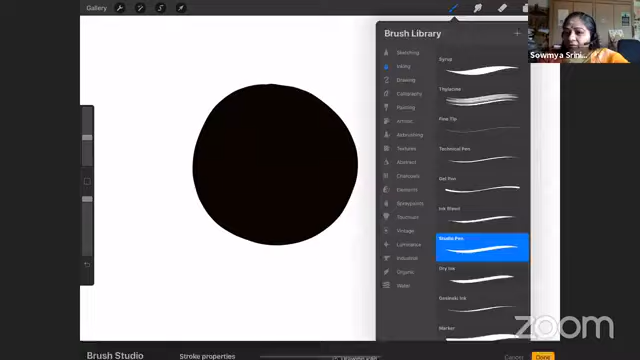 Gallery
Brush Library
+
Sketching
Inking
Drawing
Calligraphy
Painting
Artistic
Airbrushing
Textures
Abstract
Charcoals
Elements
Spraypaints
Touchups
Vintage
Luminance
Industrial
Organic
Water
Syrup
Thylacine
Fine Tip
Technical Pen
Gel Pen
Ink Bleed
Studio Pen
Dry Ink
Gesinski Ink
Marker
Sowmya Srini...
zoom
Brush Studio
Stroke properties
Cancel
Done